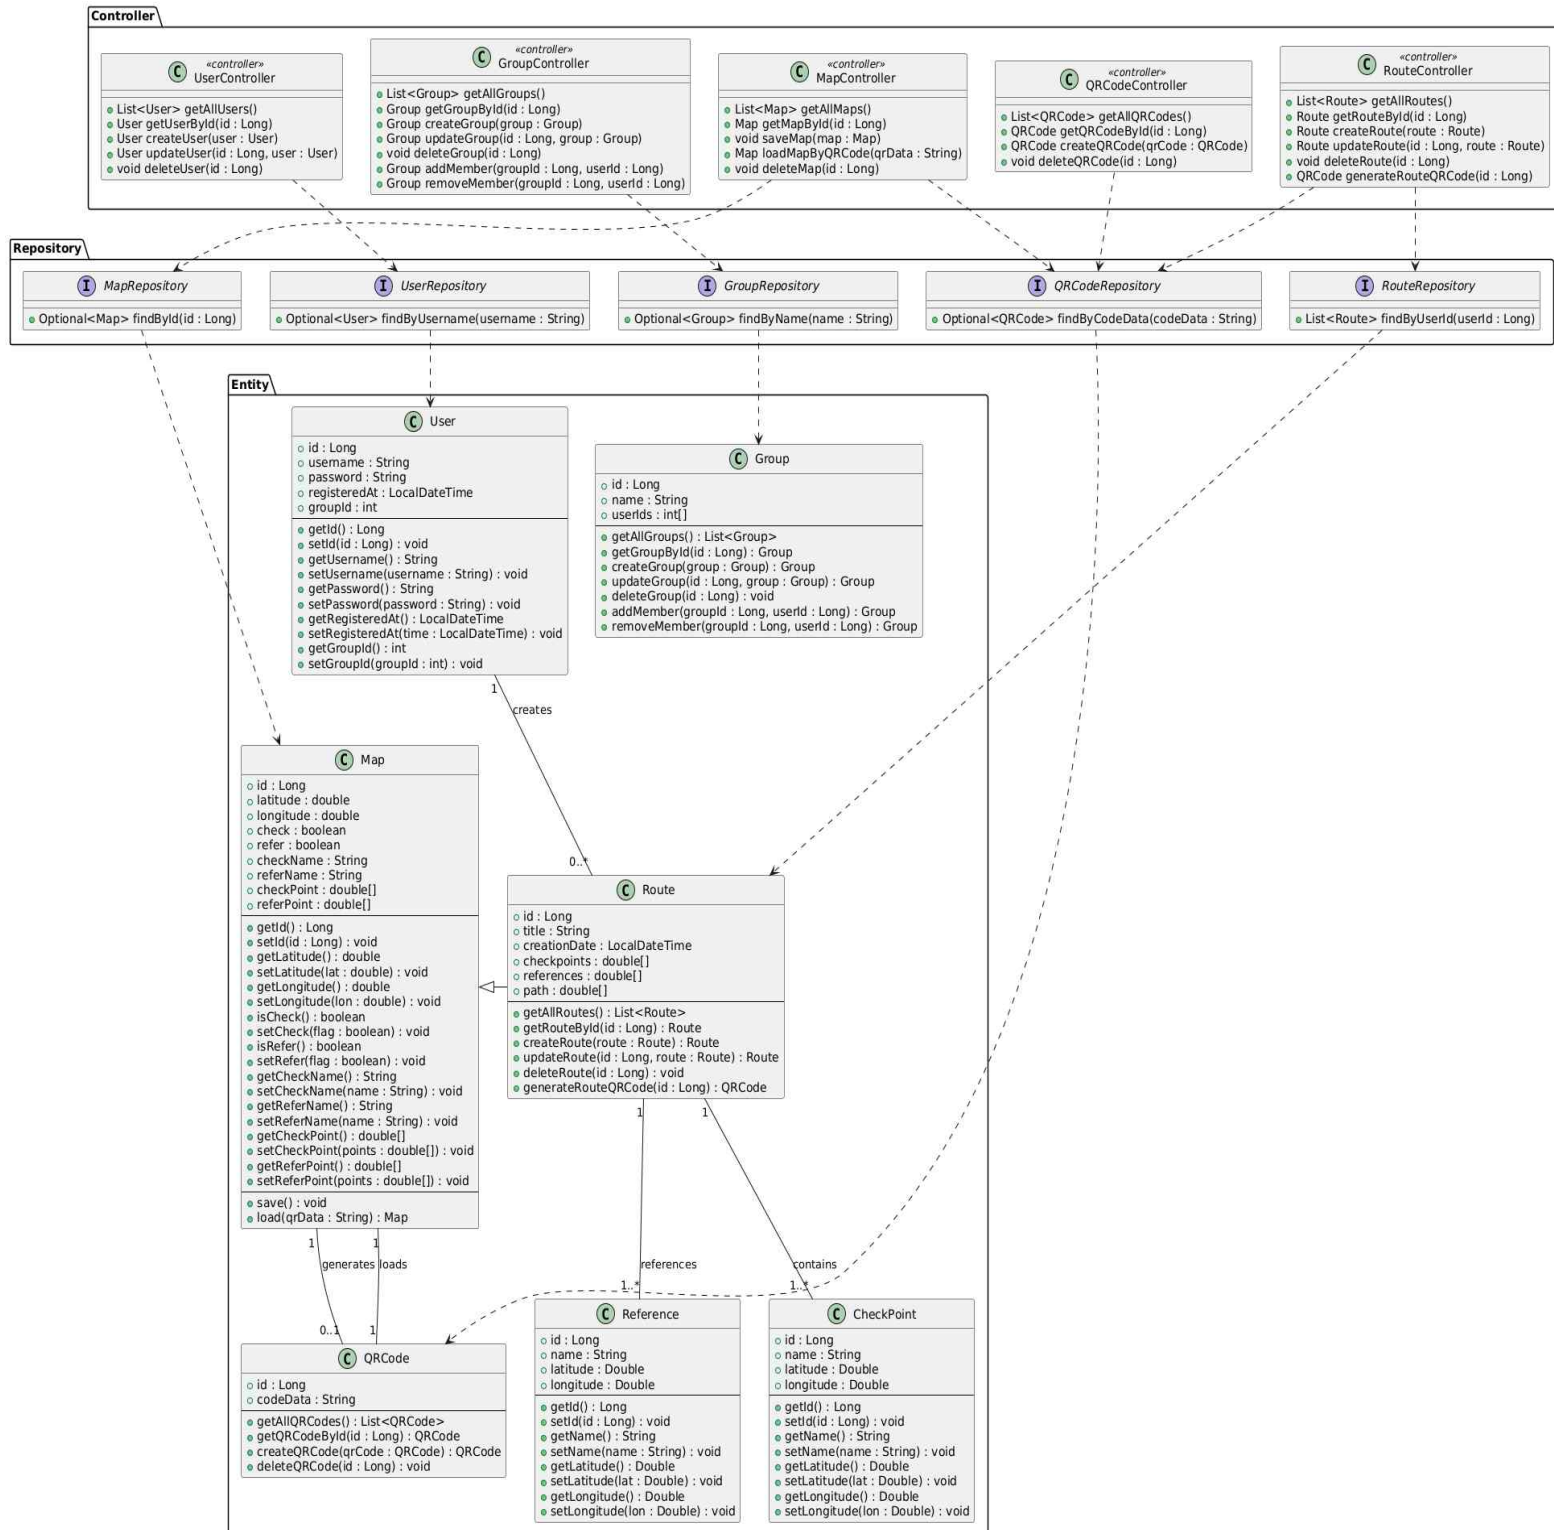 Controller
«controller»
UserController
List<User> getAllUsers()
User getUserById(id : Long)
User createUser(user : User)
User updateUser(id : Long, user : User)
void deleteUser(id : Long)
«controller»
GroupController
List<Group> getAllGroups()
Group getGroupById(id : Long)
Group createGroup(group : Group)
Group updateGroup(id : Long, group : Group)
void deleteGroup(id : Long)
Group addMember(groupId : Long, userId : Long)
Group removeMember(groupId : Long, userId : Long)
«controller»
MapController
List<Map> getAllMaps()
Map getMapById(id : Long)
void saveMap(map : Map)
Map loadMapByQRCode(qrData : String)
void deleteMap(id : Long)
«controller»
QRCodeController
List<QRCode> getAllQRCodes()
QRCode getQRCodeById(id : Long)
QRCode createQRCode(qrCode : QRCode)
void deleteQRCode(id : Long)
«controller»
RouteController
List<Route> getAllRoutes()
Route getRouteById(id : Long)
Route createRoute(route : Route)
Route updateRoute(id : Long, route : Route)
void deleteRoute(id : Long)
QRCode generateRouteQRCode(id : Long)
Repository
MapRepository
Optional<Map> findById(id : Long)
UserRepository
Optional<User> findByUsername(username : String)
GroupRepository
Optional<Group> findByName(name : String)
QRCodeRepository
Optional<QRCode> findByCodeData(codeData : String)
RouteRepository
List<Route> findByUserId(userId : Long)
Entity
User
id : Long
username : String
password : String
registeredAt : LocalDateTime
groupId : int
getId() : Long
setId(id : Long) : void
getUsername() : String
setUsername(username : String) : void
getPassword() : String
setPassword(password : String) : void
getRegisteredAt() : LocalDateTime
setRegisteredAt(time : LocalDateTime) : void
getGroupId() : int
setGroupId(groupId : int) : void
Group
id : Long
name : String
userIds : int[]
getAllGroups() : List<Group>
getGroupById(id : Long) : Group
createGroup(group : Group) : Group
updateGroup(id : Long, group : Group) : Group
deleteGroup(id : Long) : void
addMember(groupId : Long, userId : Long) : Group
removeMember(groupId : Long, userId : Long) : Group
1
creates
0..*
Map
id : Long
latitude : double
longitude : double
check : boolean
refer : boolean
checkName : String
referName : String
checkPoint : double[]
referPoint : double[]
getId() : Long
setId(id : Long) : void
getLatitude() : double
setLatitude(lat : double) : void
getLongitude() : double
setLongitude(lon : double) : void
isCheck() : boolean
setCheck(flag : boolean) : void
isRefer() : boolean
setRefer(flag : boolean) : void
getCheckName() : String
setCheckName(name : String) : void
getReferName() : String
setReferName(name : String) : void
getCheckPoint() : double[]
setCheckPoint(points : double[]) : void
getReferPoint() : double[]
setReferPoint(points : double[]) : void
save() : void
load(qrData : String) : Map
Route
id : Long
title : String
creationDate : LocalDateTime
checkpoints : double[]
references : double[]
path : double[]
getAllRoutes() : List<Route>
getRouteById(id : Long) : Route
createRoute(route : Route) : Route
updateRoute(id : Long, route : Route) : Route
deleteRoute(id : Long) : void
generateRouteQRCode(id : Long) : QRCode
1
1
1
1
generates
loads
references
contains
1..*
1..*
0..1
1
QRCode
id : Long
codeData : String
getAllQRCodes() : List<QRCode>
getQRCodeById(id : Long) : QRCode
createQRCode(qrCode : QRCode) : QRCode
deleteQRCode(id : Long) : void
Reference
id : Long
name : String
latitude : Double
longitude : Double
getId() : Long
setId(id : Long) : void
getName() : String
setName(name : String) : void
getLatitude() : Double
setLatitude(lat : Double) : void
getLongitude() : Double
setLongitude(lon : Double) : void
CheckPoint
id : Long
name : String
latitude : Double
longitude : Double
getId() : Long
setId(id : Long) : void
getName() : String
setName(name : String) : void
getLatitude() : Double
setLatitude(lat : Double) : void
getLongitude() : Double
setLongitude(lon : Double) : void